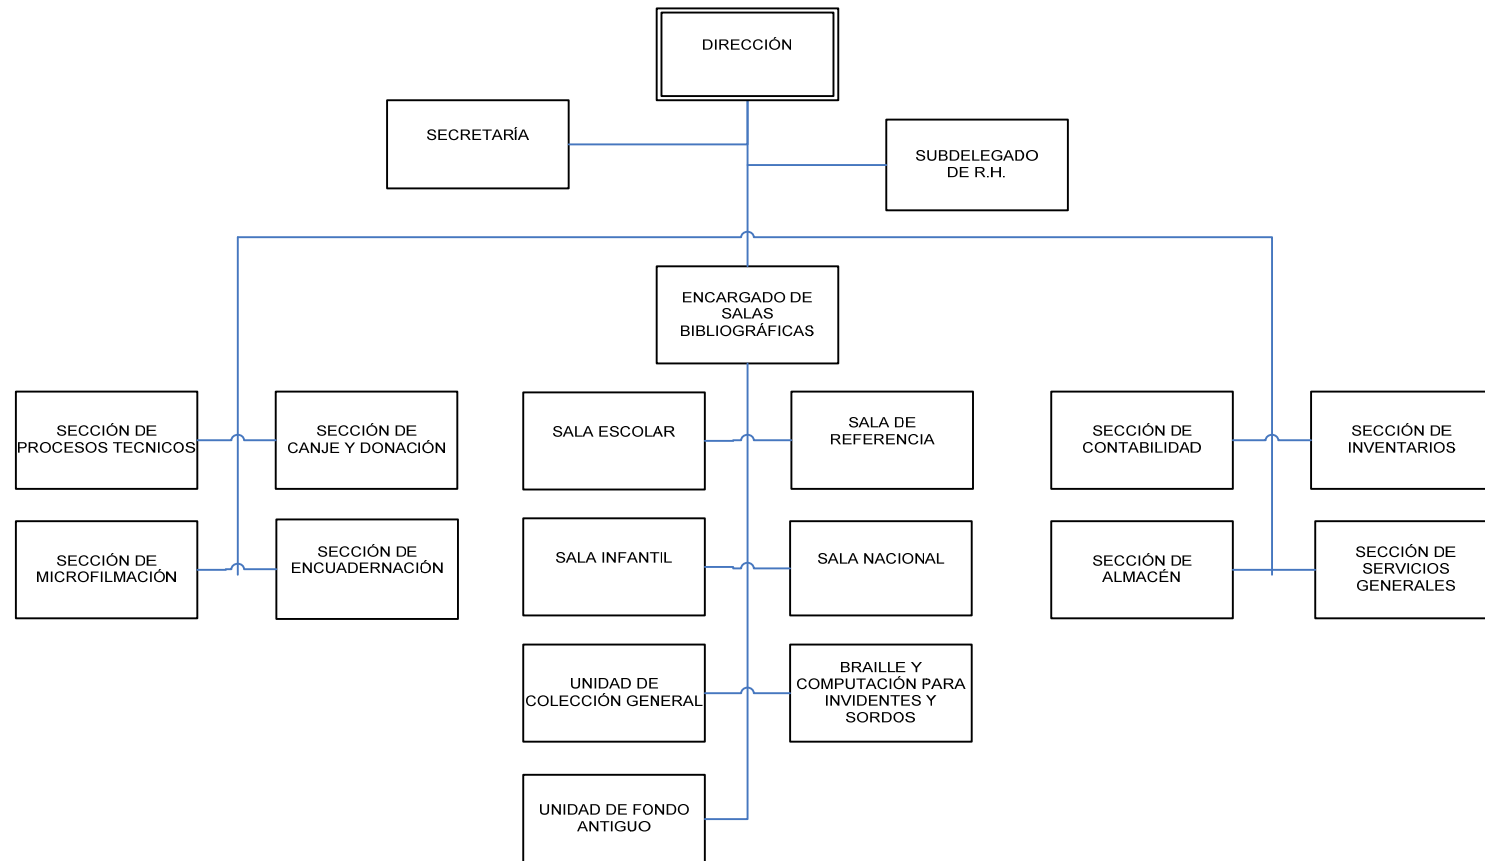 DIRECCIÓN
SECRETARÍA
SUBDELEGADO
DE R.H.
ENCARGADO DE
SALAS
BIBLIOGRÁFICAS
SECCIÓN DE
PROCESOS TECNICOS
SECCIÓN DE
CANJE Y DONACIÓN
SALA ESCOLAR
SALA DE
REFERENCIA
SECCIÓN DE
CONTABILIDAD
SECCIÓN DE
INVENTARIOS
SECCIÓN DE
MICROFILMACIÓN
SECCIÓN DE
ENCUADERNACIÓN
SALA INFANTIL
SALA NACIONAL
SECCIÓN DE
ALMACÉN
SECCIÓN DE
SERVICIOS
GENERALES
UNIDAD DE
COLECCIÓN GENERAL
BRAILLE Y
COMPUTACIÓN PARA
INVIDENTES Y
SORDOS
UNIDAD DE FONDO
ANTIGUO